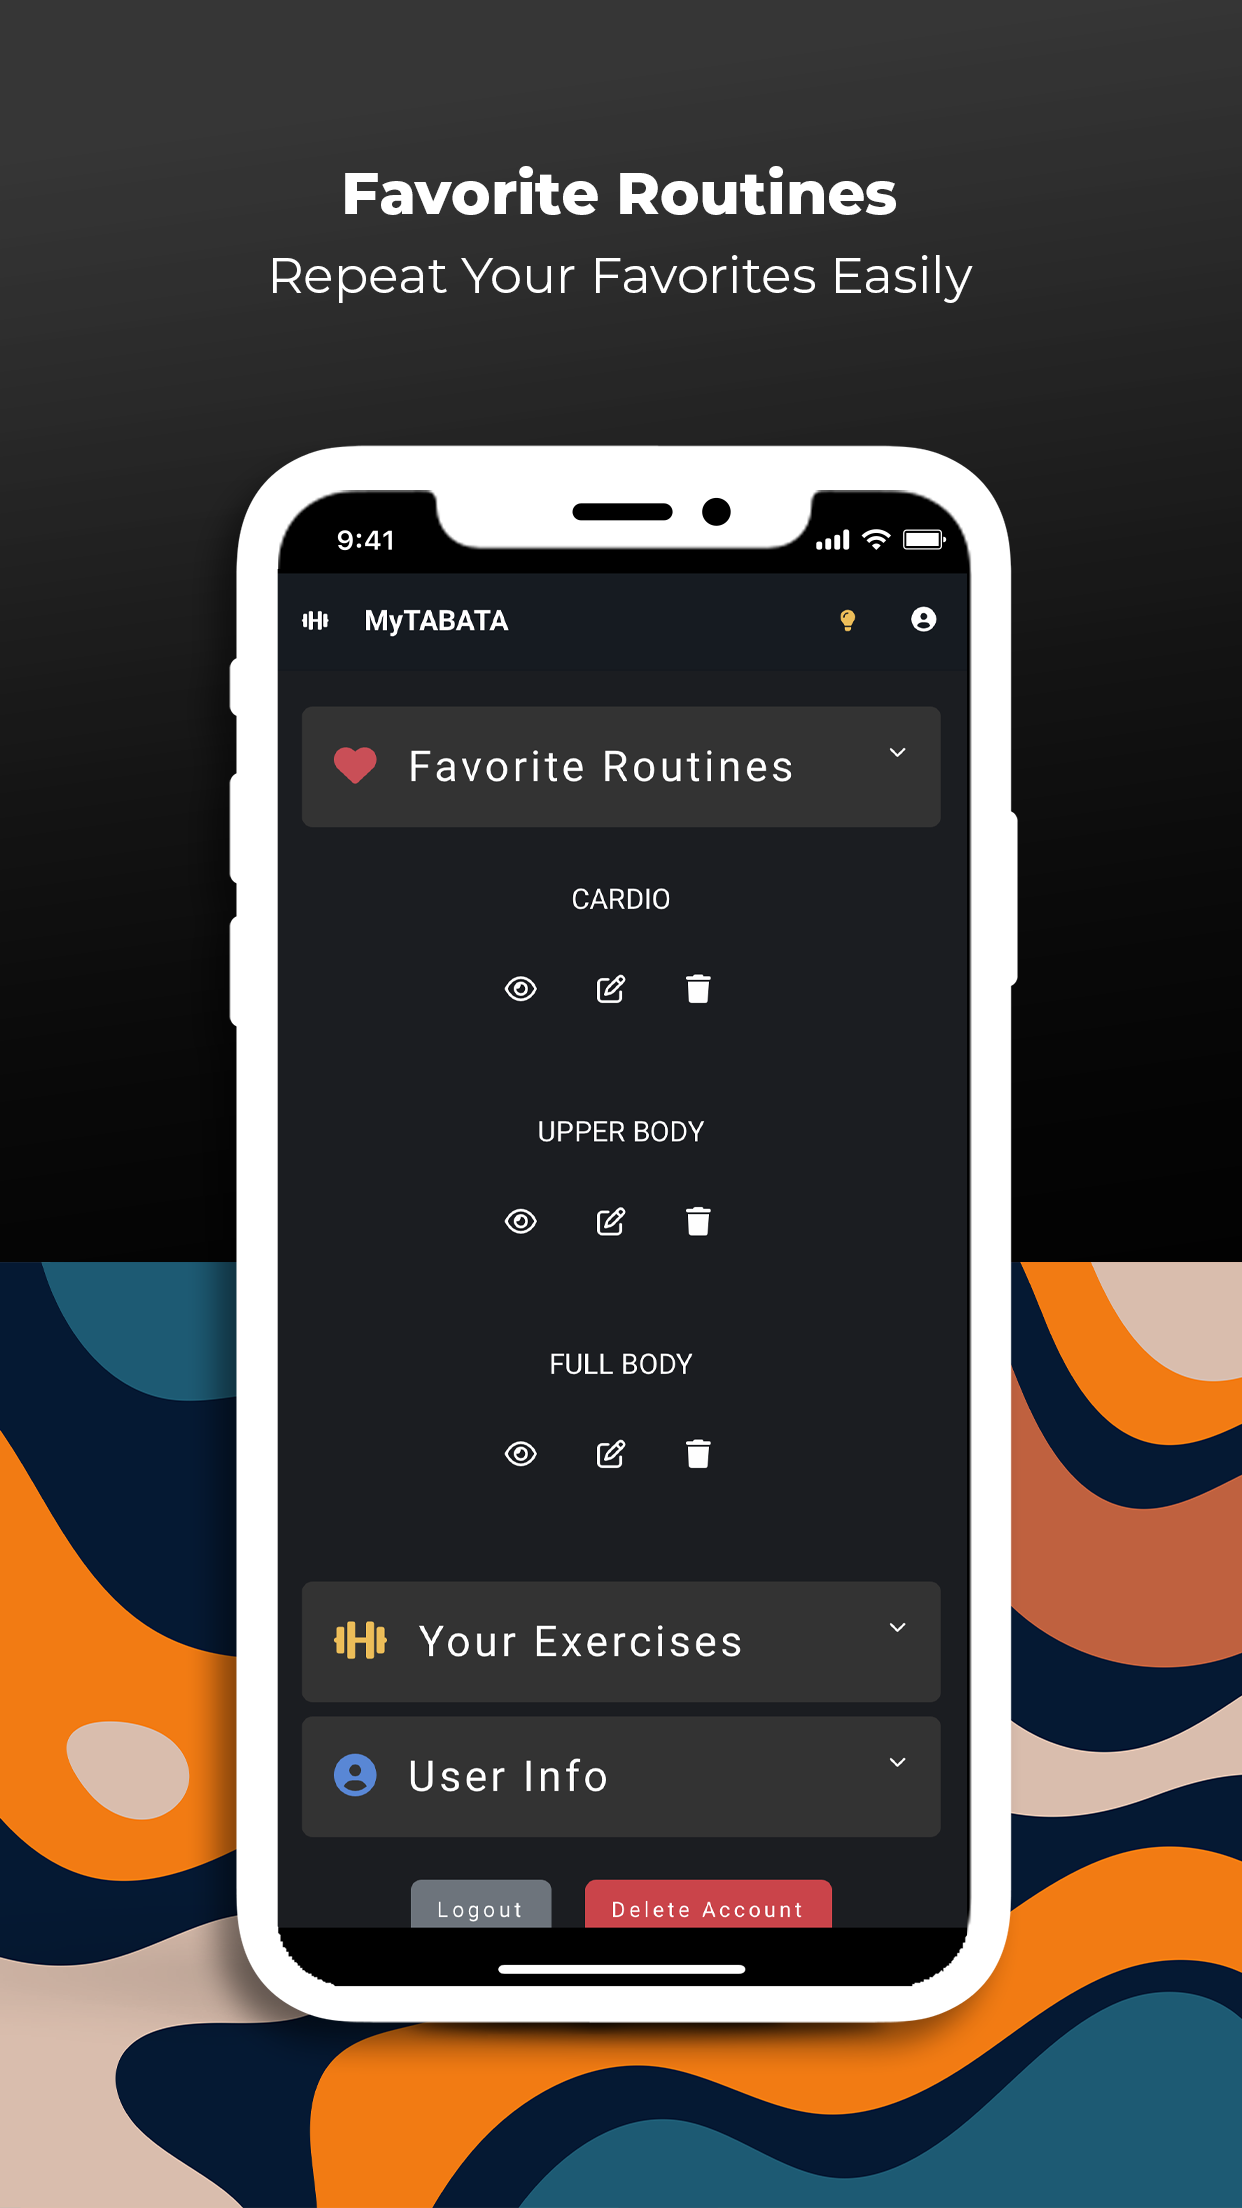 Favorite Routines
Repeat Your Favorites Easily
9:41
MyTABATA
Favorite Routines
CARDIO
UPPER BODY
FULL BODY
Your Exercises
User Info
Logout Delete Account